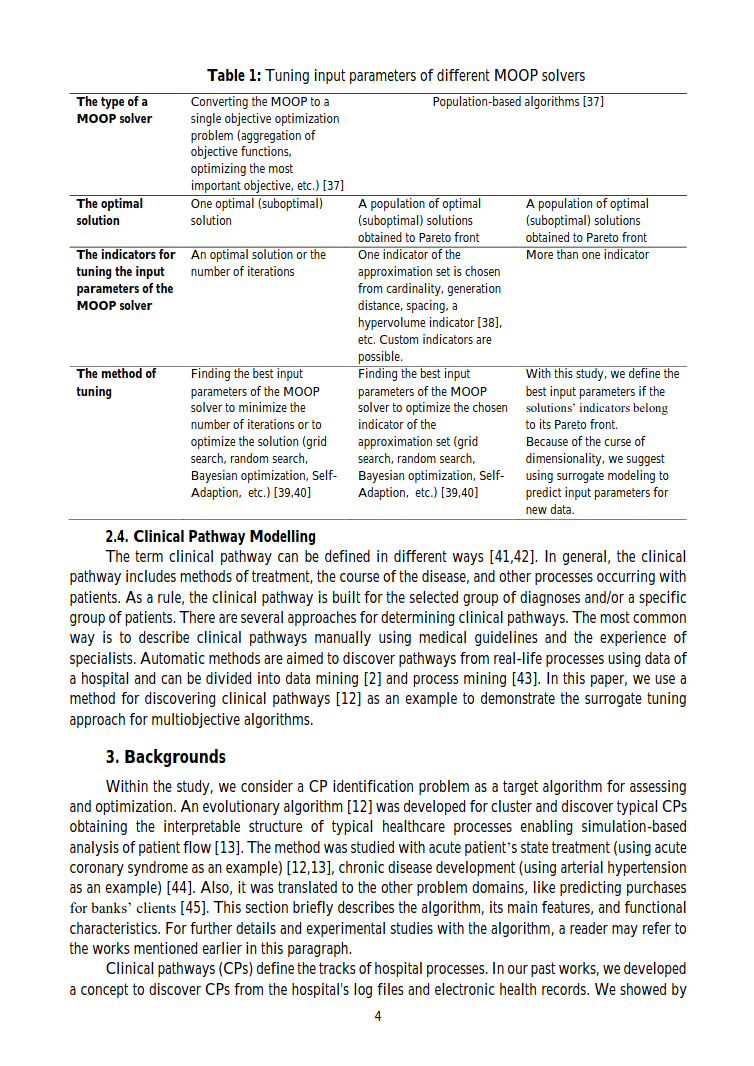 Table 1: Tuning input parameters of different MOOP solvers
The type of a
MOOP solver
Converting the MOOP to a
single objective optimization
problem (aggregation of
objective functions,
optimizing the most
important objective, etc.) [37]
Population-based algorithms [37]
The optimal
solution
One optimal (suboptimal)
solution
A population of optimal
(suboptimal) solutions
obtained to Pareto front
A population of optimal
(suboptimal) solutions
obtained to Pareto front
The indicators for
tuning the input
parameters of the
MOOP solver
An optimal solution or the
number of iterations
One indicator of the
approximation set is chosen
from cardinality, generation
distance, spacing, a
hypervolume indicator [38],
etc. Custom indicators are
possible.
More than one indicator
The method of
tuning
Finding the best input
parameters of the MOOP
solver to minimize the
number of iterations or to
optimize the solution (grid
search, random search,
Bayesian optimization, Self-
Adaption, etc.) [39,40]
Finding the best input
parameters of the MOOP
solver to optimize the chosen
indicator of the
approximation set (grid
search, random search,
Bayesian optimization, Self-
Adaption, etc.) [39,40]
With this study, we define the
best input parameters if the
solutions’ indicators belong
to its Pareto front.
Because of the curse of
dimensionality, we suggest
using surrogate modeling to
predict input parameters for
new data.
2.4. Clinical Pathway Modelling
The term clinical pathway can be defined in different ways [41,42]. In general, the clinical
pathway includes methods of treatment, the course of the disease, and other processes occurring with
patients. As a rule, the clinical pathway is built for the selected group of diagnoses and/or a specific
group of patients. There are several approaches for determining clinical pathways. The most common
way is to describe clinical pathways manually using medical guidelines and the experience of
specialists. Automatic methods are aimed to discover pathways from real-life processes using data of
a hospital and can be divided into data mining [2] and process mining [43]. In this paper, we use a
method for discovering clinical pathways [12] as an example to demonstrate the surrogate tuning
approach for multiobjective algorithms.
3. Backgrounds
Within the study, we consider a CP identification problem as a target algorithm for assessing
and optimization. An evolutionary algorithm [12] was developed for cluster and discover typical CPs
obtaining the interpretable structure of typical healthcare processes enabling simulation-based
analysis of patient flow [13]. The method was studied with acute patient’s state treatment (using acute
coronary syndrome as an example) [12,13], chronic disease development (using arterial hypertension
as an example) [44]. Also, it was translated to the other problem domains, like predicting purchases
for banks’ clients [45]. This section briefly describes the algorithm, its main features, and functional
characteristics. For further details and experimental studies with the algorithm, a reader may refer to
the works mentioned earlier in this paragraph.
Clinical pathways (CPs) define the tracks of hospital processes. In our past works, we developed
a concept to discover CPs from the hospital's log files and electronic health records. We showed by
4